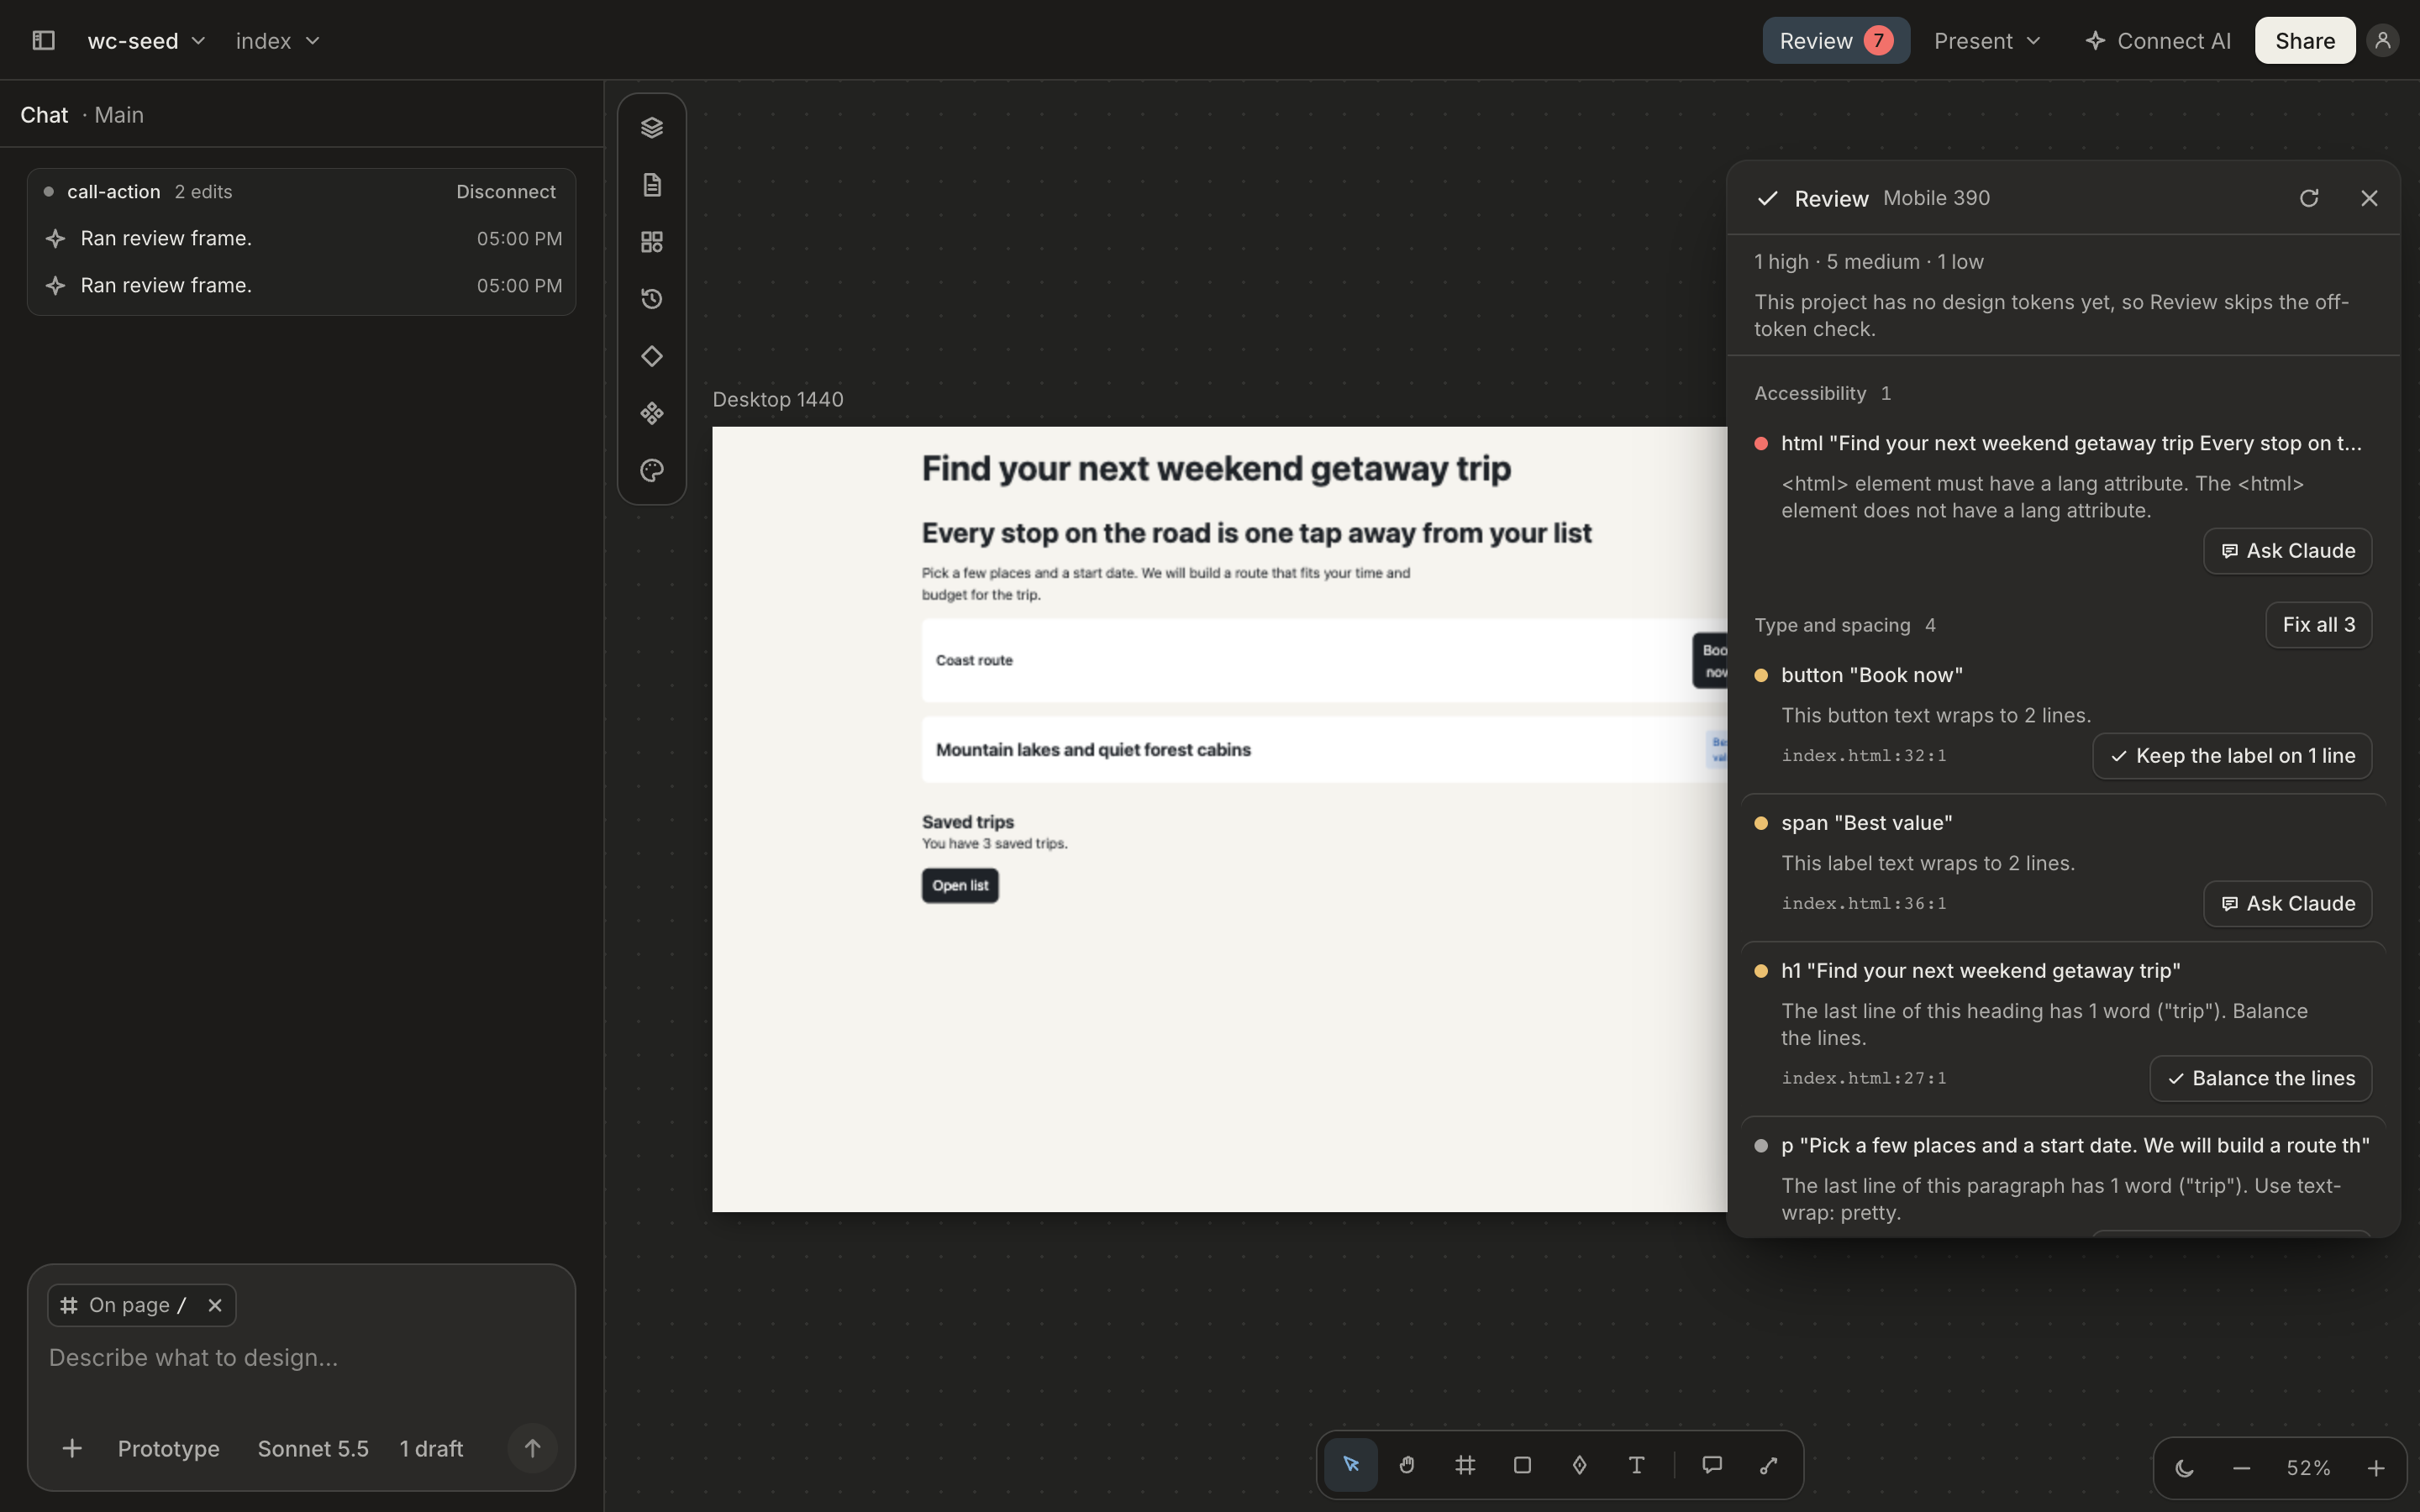 wc-seed index Review 7 Present Connect AI Share
Chat · Main
call-action 2 edits Disconnect
Ran review frame. 05:00 PM
Ran review frame. 05:00 PM
On page /
Describe what to design...
Prototype Sonnet 5.5 1 draft
Desktop 1440
Find your next weekend getaway trip
Every stop on the road is one tap away from your list
Pick a few places and a start date. We will build a route that fits your time and
budget for the trip.
Coast route
Mountain lakes and quiet forest cabins
Saved trips
You have 3 saved trips.
Open list
Review Mobile 390
1 high · 5 medium · 1 low
This project has no design tokens yet, so Review skips the off-
token check.
Accessibility 1
html "Find your next weekend getaway trip Every stop on t...
<html> element must have a lang attribute. The <html>
element does not have a lang attribute.
Ask Claude
Type and spacing 4 Fix all 3
button "Book now"
This button text wraps to 2 lines.
index.html:32:1 Keep the label on 1 line
span "Best value"
This label text wraps to 2 lines.
index.html:36:1 Ask Claude
h1 "Find your next weekend getaway trip"
The last line of this heading has 1 word ("trip"). Balance
the lines.
index.html:27:1 Balance the lines
p "Pick a few places and a start date. We will build a route th"
The last line of this paragraph has 1 word ("trip"). Use text-
wrap: pretty.
52%